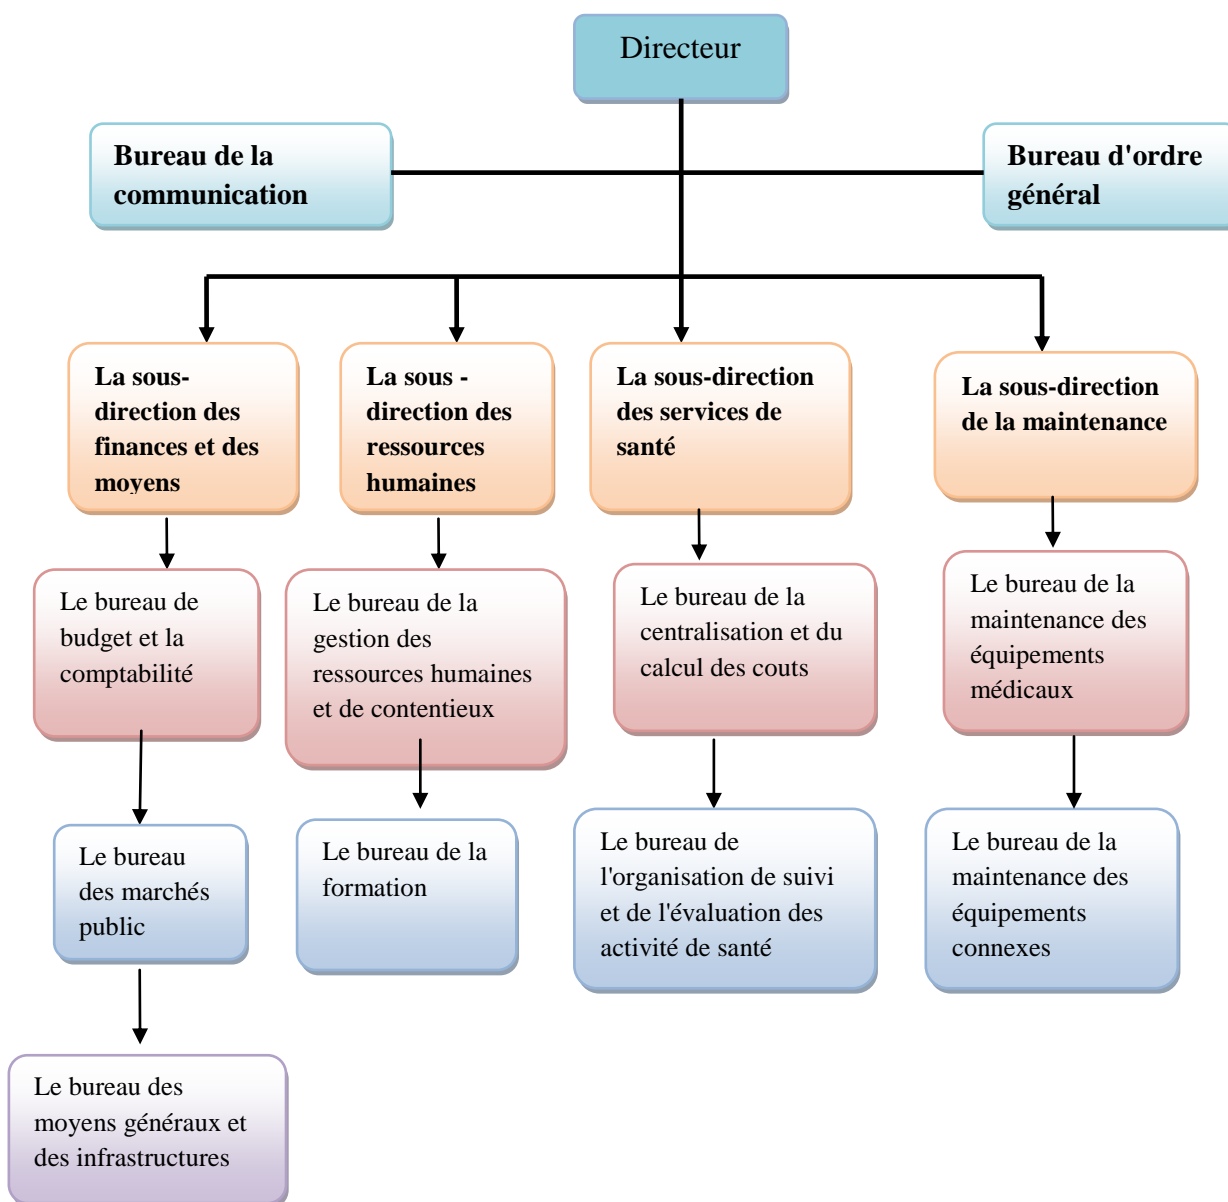 Directeur
Bureau de la
communication
Bureau d'ordre
général
La sous-
direction des
finances et des
moyens
La sous -
direction des
ressources
humaines
La sous-direction
des services de
santé
La sous-direction
de la maintenance
Le bureau de
budget et la
comptabilité
Le bureau de la
gestion des
ressources humaines
et de contentieux
Le bureau de la
centralisation et du
calcul des couts
Le bureau de la
maintenance des
équipements
médicaux
Le bureau
des marchés
public
Le bureau de la
formation
Le bureau de
l'organisation de suivi
et de l'évaluation des
activité de santé
Le bureau de la
maintenance des
équipements
connexes
Le bureau des
moyens généraux et
des infrastructures